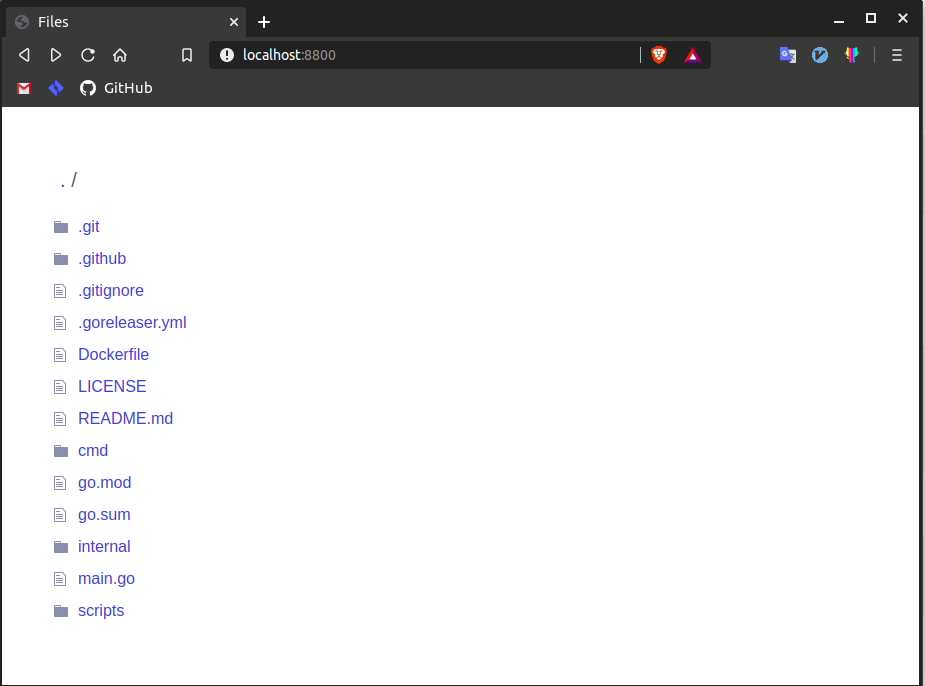 Files
localhost:8800
GitHub
. /
.git
.github
.gitignore
.goreleaser.yml
Dockerfile
LICENSE
README.md
cmd
go.mod
go.sum
internal
main.go
scripts